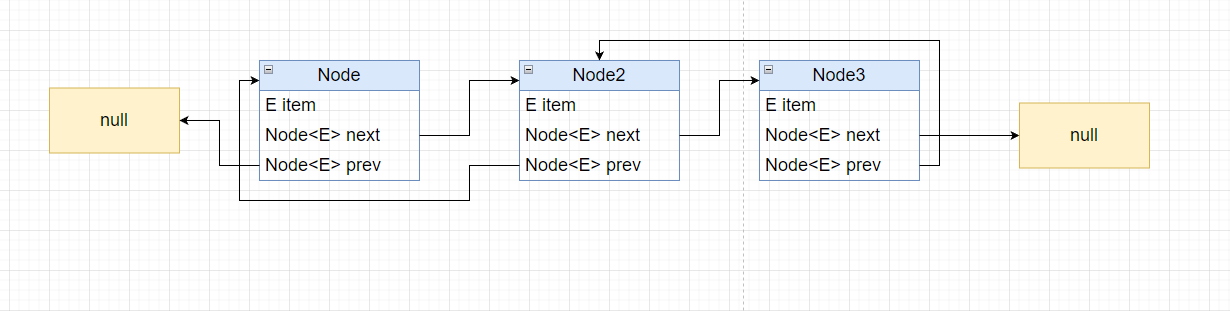 null
Node
E item
Node<E> next
Node<E> prev
Node2
E item
Node<E> next
Node<E> prev
Node3
E item
Node<E> next
Node<E> prev
null